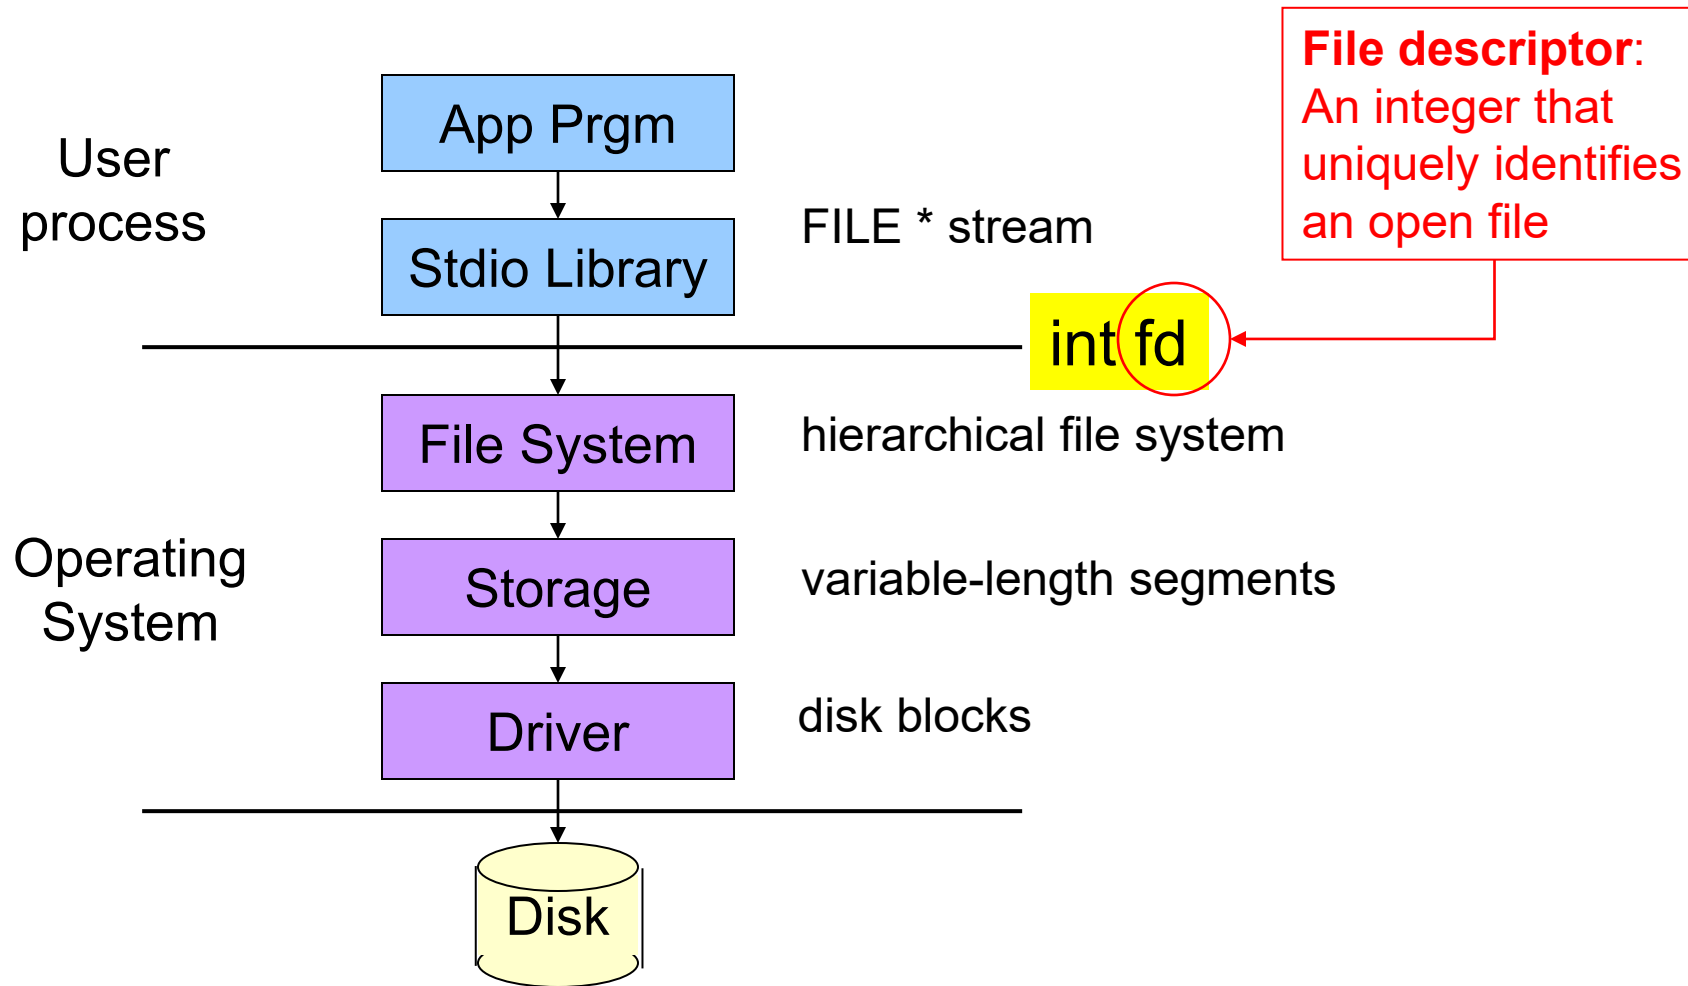 File descriptor:
An integer that
uniquely identifies
an open file
App Prgm
User
process
Stdio Library
FILE * stream
int fd
File System
hierarchical file system
Operating
System
Storage
variable-length segments
Driver
disk blocks
Disk